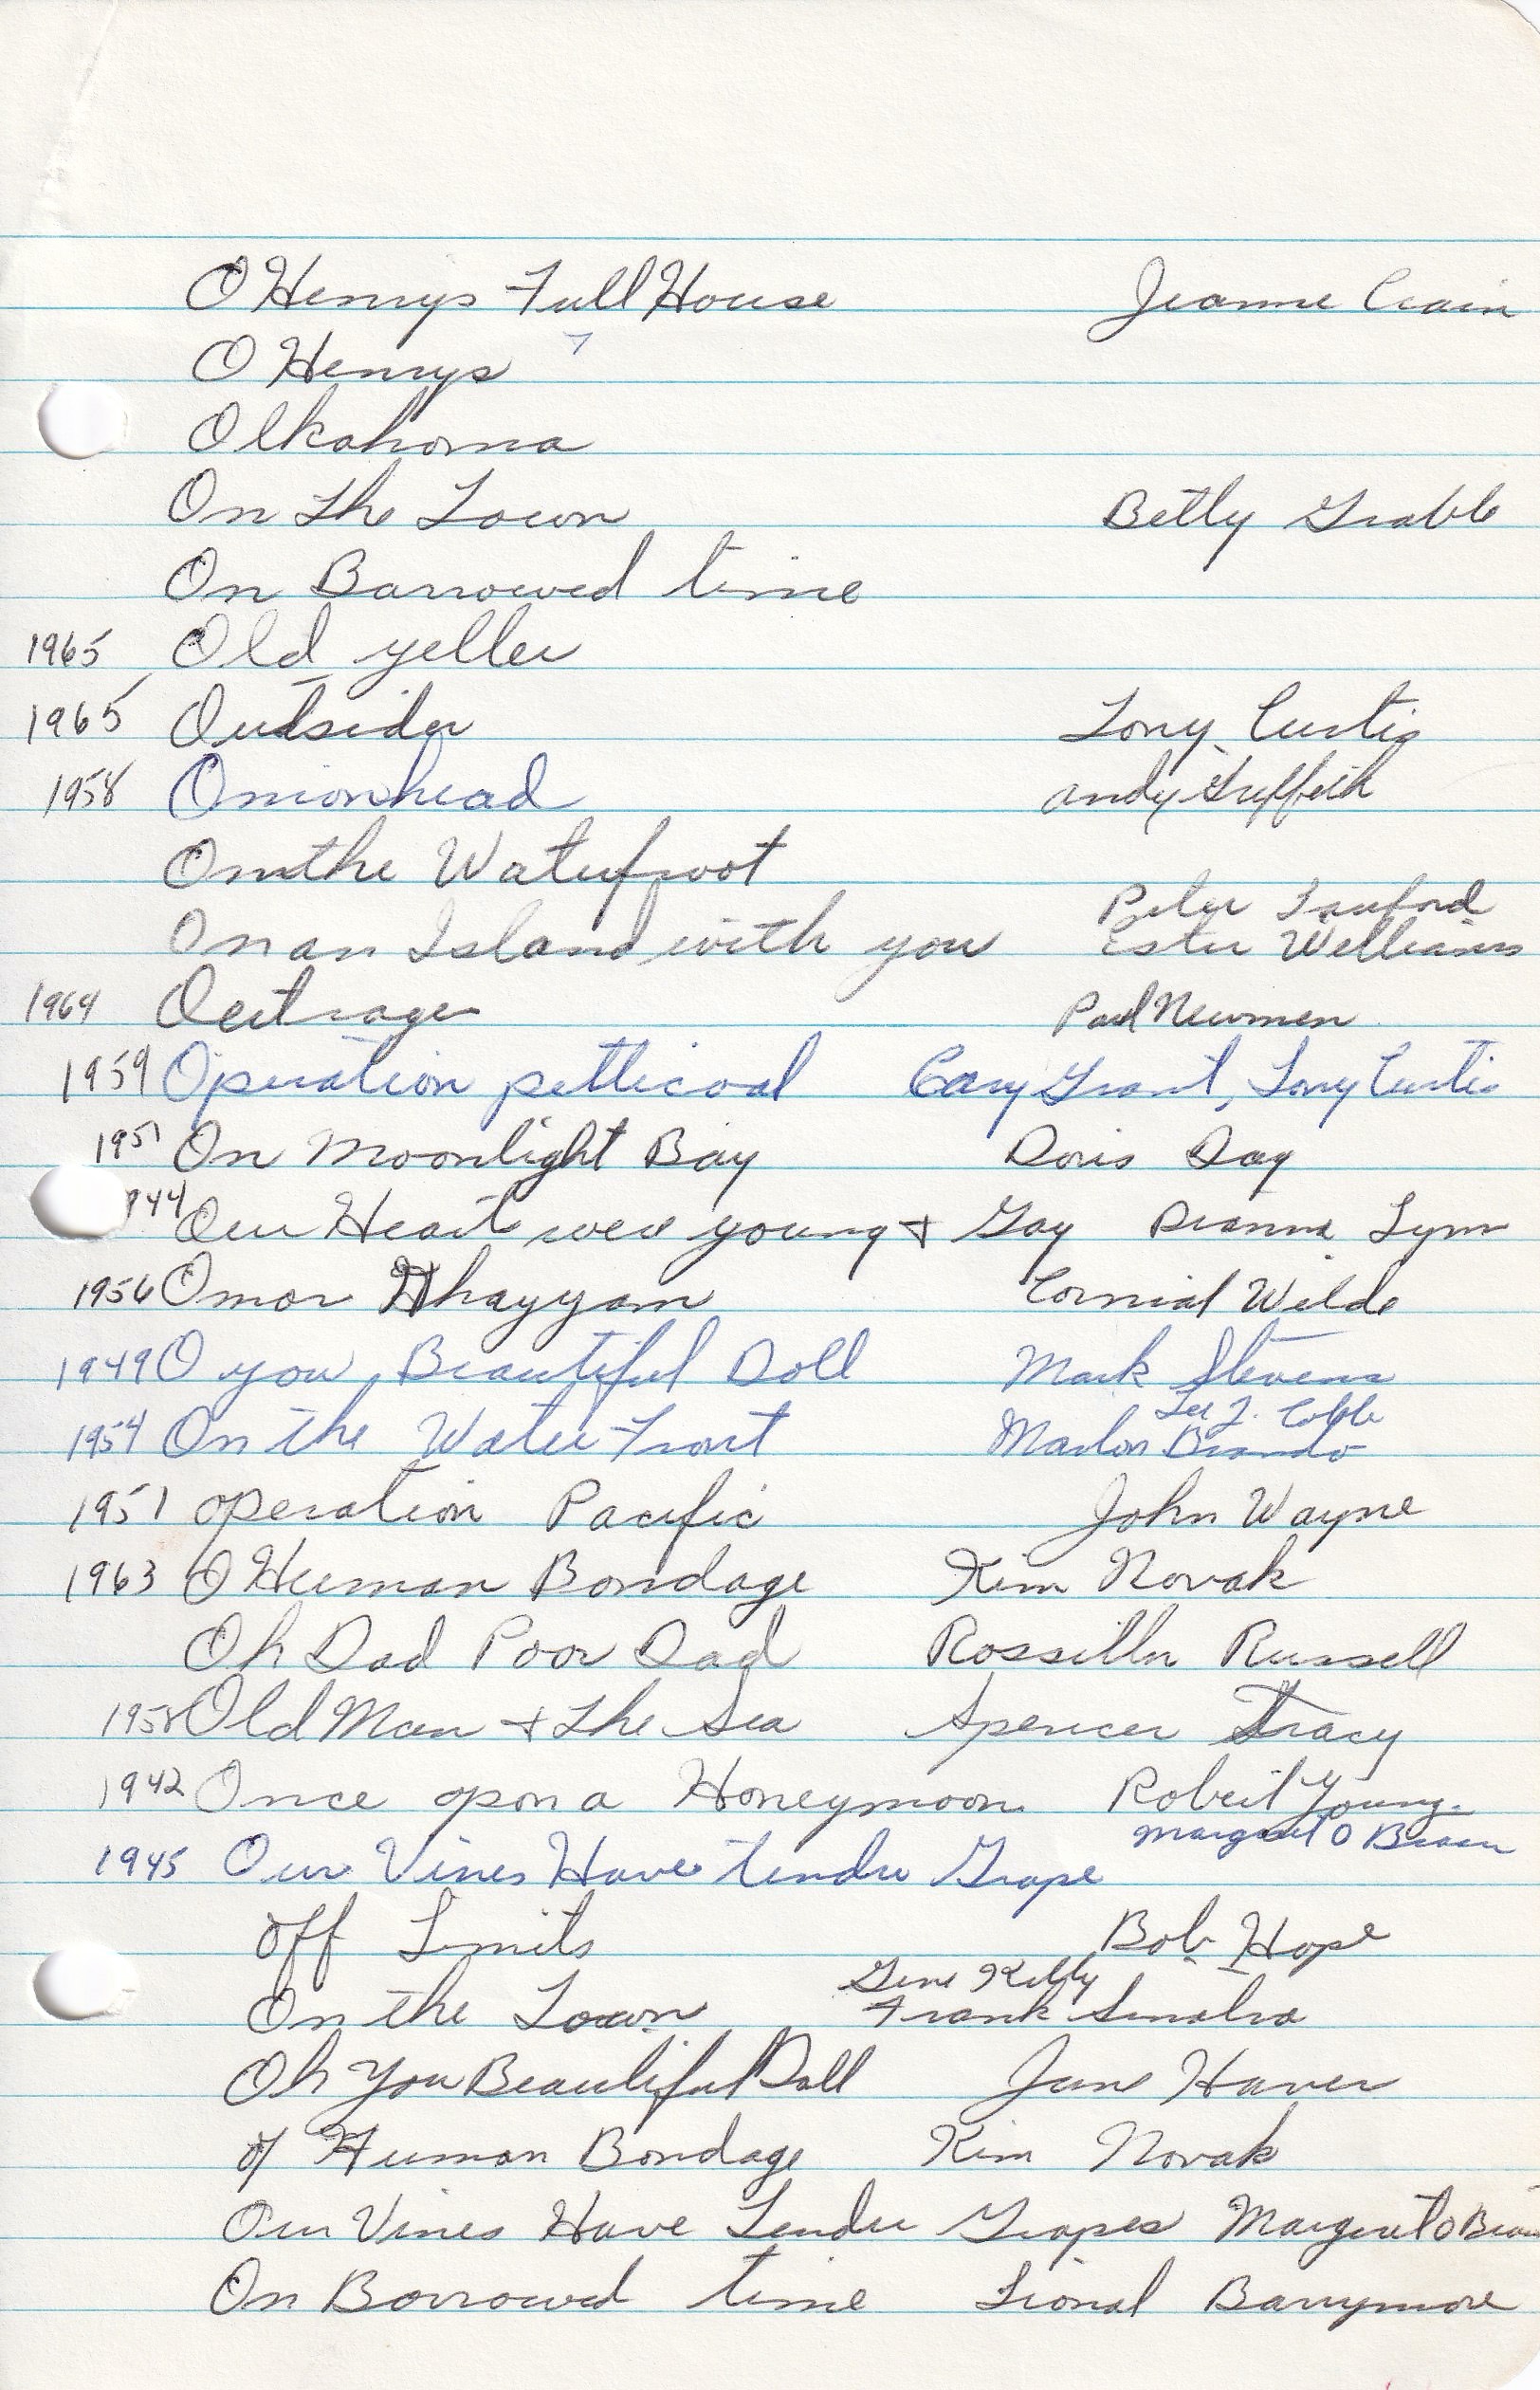 O Henrys Full House Jeanne Crain
O Henrys
Olkahoma
On The Town Betty Grable
On Barrowed time
1965 Old yeller
1965 Outsider Tony Curtis
1958 Onionhead Andy Griffith
On the Waterfront
Peter Lawford
On an Island with you Ester Williams
1964 Outrage Paul Newmen
1959 Operation petticoat Cary Grant, Tony Curtis
1951 On Moonlight Bay Doris Day
944 Our Heart were young + Gay Dianna Lynn
1956 Omar Khayyam Cornial Wilde
1949 O you Beautiful Doll Mark Stevens
Lee J. Cobb
1954 On the Water Front Marlon Brando
1951 Operation Pacific John Wayne
1963 O Human Bondage Kim Novak
Oh Dad Poor Dad Russell
1958 Old Man + The Sea Spencer Tracy
1942 Once opon a Honeymoon Robert Young
Margaret O Brien
1945 Our Vines Have tender Grape
Off Limits Bob Hope
Gene Kelly
On the Town Frank Sinatra
Oh You Beautiful Doll June Haver
Of Human Bondage Kim Novak
Our Vines Have Tender Grapes Margaret O Brien
On Borrowed time Lional Barrymore